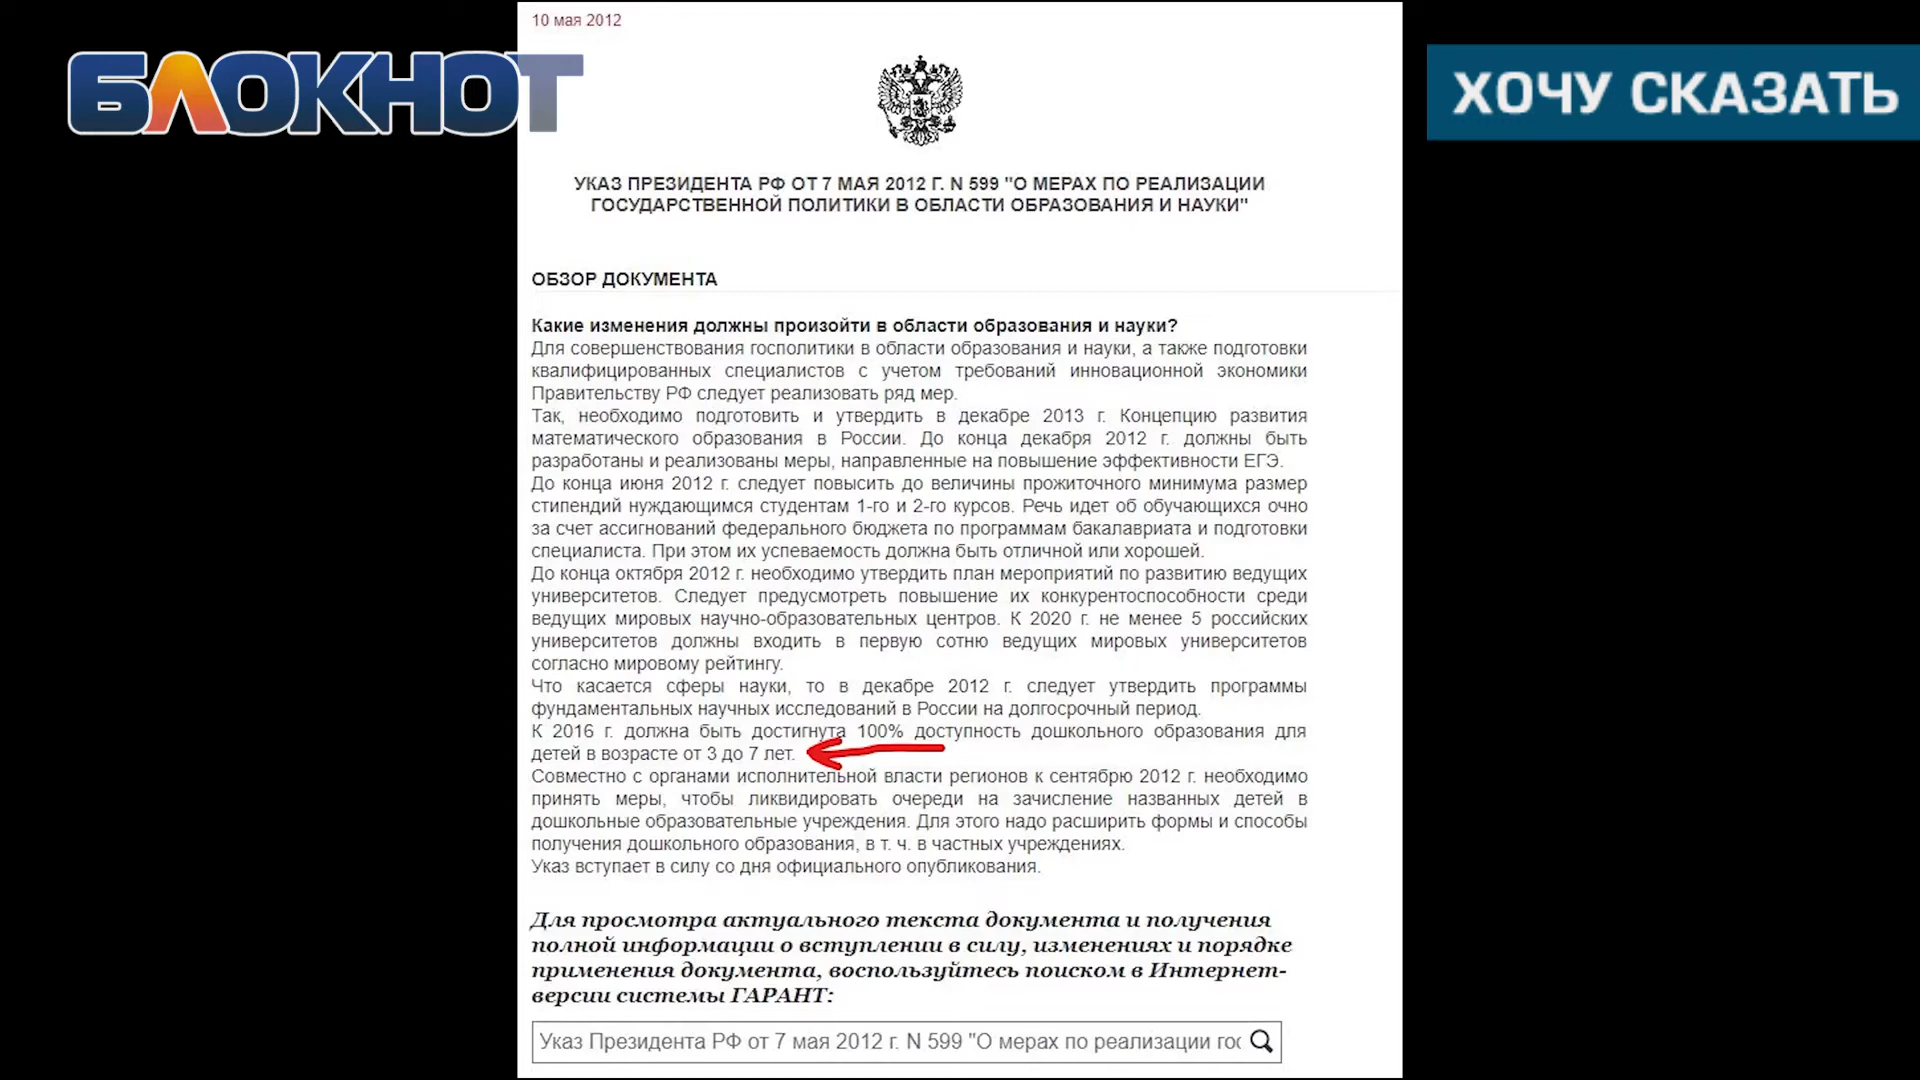 10 мая 2012
БЛОКНОТ
ХОЧУ СКАЗАТЬ
УКАЗ ПРЕЗИДЕНТА РФ ОТ 7 МАЯ 2012 Г. N 599 "О МЕРАХ ПО РЕАЛИЗАЦИИ
ГОСУДАРСТВЕННОЙ ПОЛИТИКИ В ОБЛАСТИ ОБРАЗОВАНИЯ И НАУКИ"
ОБЗОР ДОКУМЕНТА
Какие изменения должны произойти в области образования и науки?
Для совершенствования госполитики в области образования и науки, а также подготовки
квалифицированных специалистов с учетом требований инновационной экономики
Правительству РФ следует реализовать ряд мер.
Так, необходимо подготовить и утвердить в декабре 2013 г. Концепцию развития
математического образования в России. До конца декабря 2012 г. должны быть
разработаны и реализованы меры, направленные на повышение эффективности ЕГЭ.
До конца июня 2012 г. следует повысить до величины прожиточного минимума размер
стипендий нуждающимся студентам 1-го и 2-го курсов. Речь идет об обучающихся очно
за счет ассигнований федерального бюджета по программам бакалавриата и подготовки
специалиста. При этом их успеваемость должна быть отличной или хорошей.
До конца октября 2012 г. необходимо утвердить план мероприятий по развитию ведущих
университетов. Следует предусмотреть повышение их конкурентоспособности среди
ведущих мировых научно-образовательных центров. К 2020 г. не менее 5 российских
университетов должны входить в первую сотню ведущих мировых университетов
согласно мировому рейтингу.
Что касается сферы науки, то в декабре 2012 г. следует утвердить программы
фундаментальных научных исследований в России на долгосрочный период.
К 2016 г. должна быть достигнута 100% доступность дошкольного образования для
детей в возрасте от 3 до 7 лет.
Совместно с органами исполнительной власти регионов к сентябрю 2012 г. необходимо
принять меры, чтобы ликвидировать очереди на зачисление названных детей в
дошкольные образовательные учреждения. Для этого надо расширить формы и способы
получения дошкольного образования, в т. ч. в частных учреждениях.
Указ вступает в силу со дня официального опубликования.
Для просмотра актуального текста документа и получения
полной информации о вступлении в силу, изменениях и порядке
применения документа, воспользуйтесь поиском в Интернет-
версии системы ГАРАНТ:
Указ Президента РФ от 7 мая 2012 г. N 599 "О мерах по реализации гос